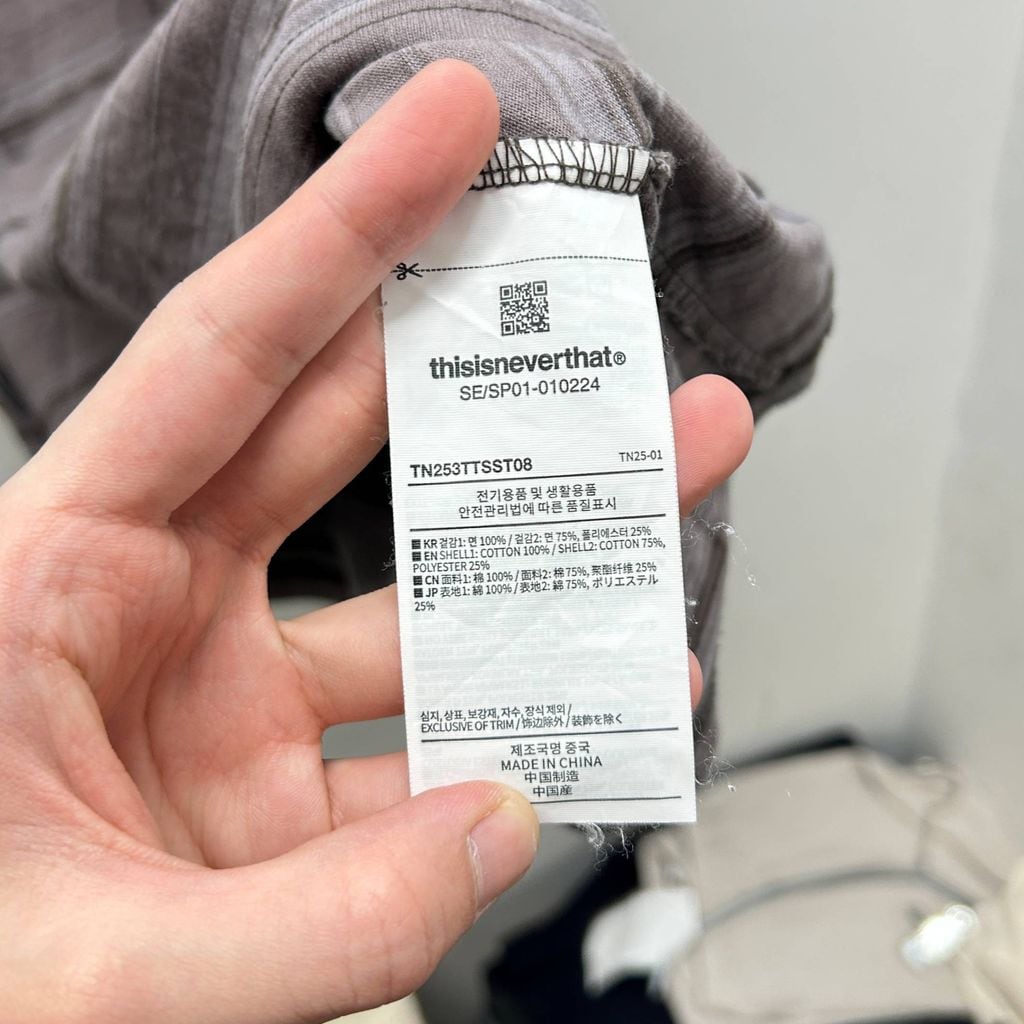 thisisneverthat®
SE/SP01-010224
TN253TTSST08 TN25-01
전기용품 및 생활용품
안전관리법에 따른 품질표시
KR 겉감1: 면 100% / 겉감2: 면 75%, 폴리에스터 25%
EN SHELL1: COTTON 100% / SHELL2: COTTON 75%,
POLYESTER 25%
CN 面料1: 棉 100% / 面料2: 棉 75%, 聚酯纤维 25%
JP 表地1: 綿 100% / 表地2: 綿 75%, ポリエステル
25%
심지, 상표, 보강재, 자수, 장식 제외 /
EXCLUSIVE OF TRIM / 饰边除外 / 装飾を除く
제조국명 중국
MADE IN CHINA
中国制造
中国産